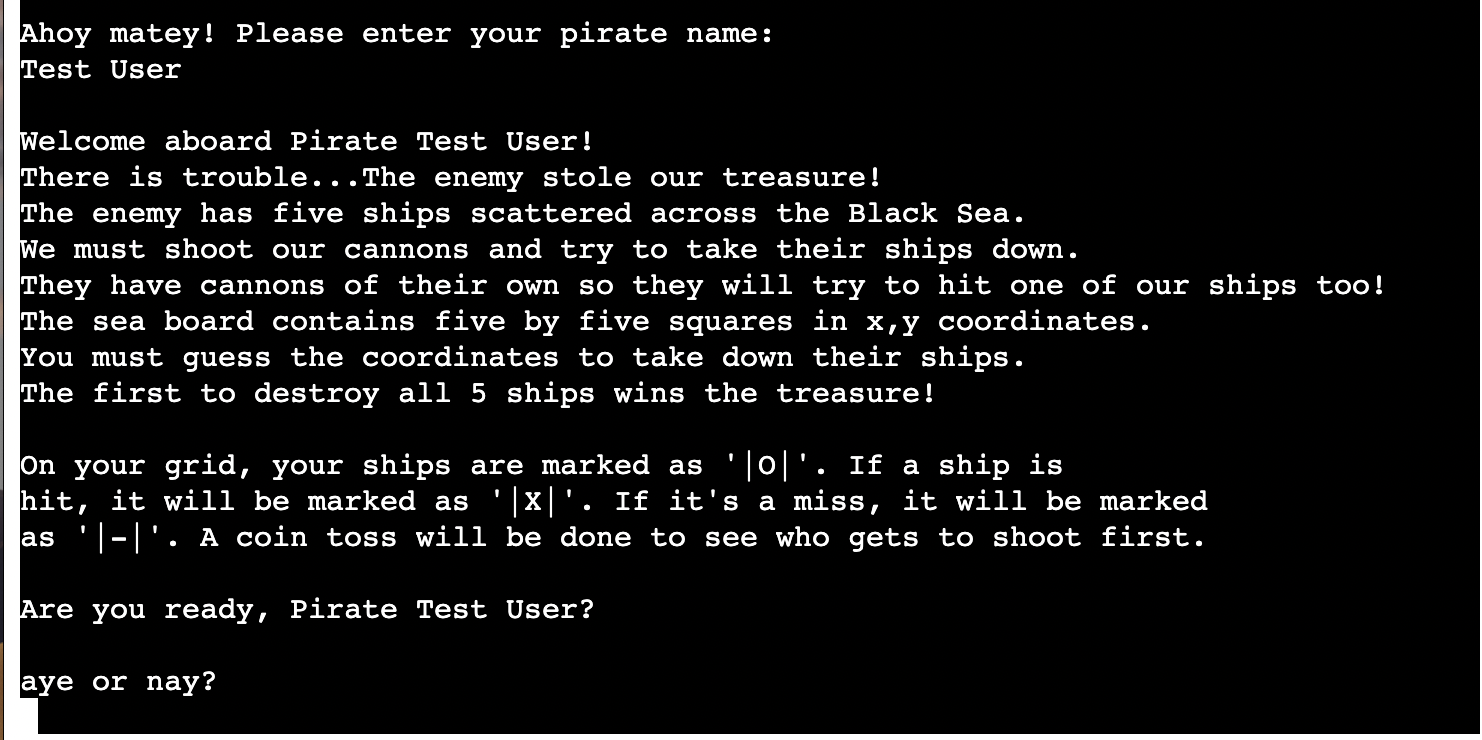 Ahoy matey! Please enter your pirate name:
Test User
Welcome aboard Pirate Test User!
There is trouble...The enemy stole our treasure!
The enemy has five ships scattered across the Black Sea.
We must shoot our cannons and try to take their ships down.
They have cannons of their own so they will try to hit one of our ships too!
The sea board contains five by five squares in x,y coordinates.
You must guess the coordinates to take down their ships.
The first to destroy all 5 ships wins the treasure!
On your grid, your ships are marked as '|O|'. If a ship is
hit, it will be marked as '|X|'. If it's a miss, it will be marked
as '|-|'. A coin toss will be done to see who gets to shoot first.
Are you ready, Pirate Test User?
aye or nay?